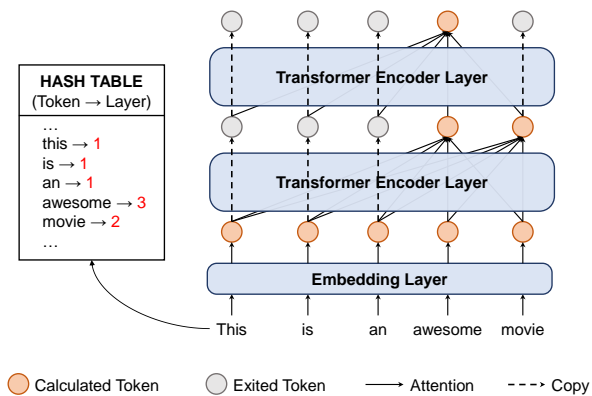 HASH TABLE
(Token → Layer)
...
this → 1
is → 1
an → 1
awesome → 3
movie → 2
...
Transformer Encoder Layer
Transformer Encoder Layer
Embedding Layer
This is an awesome movie
Calculated Token Exited Token Attention Copy